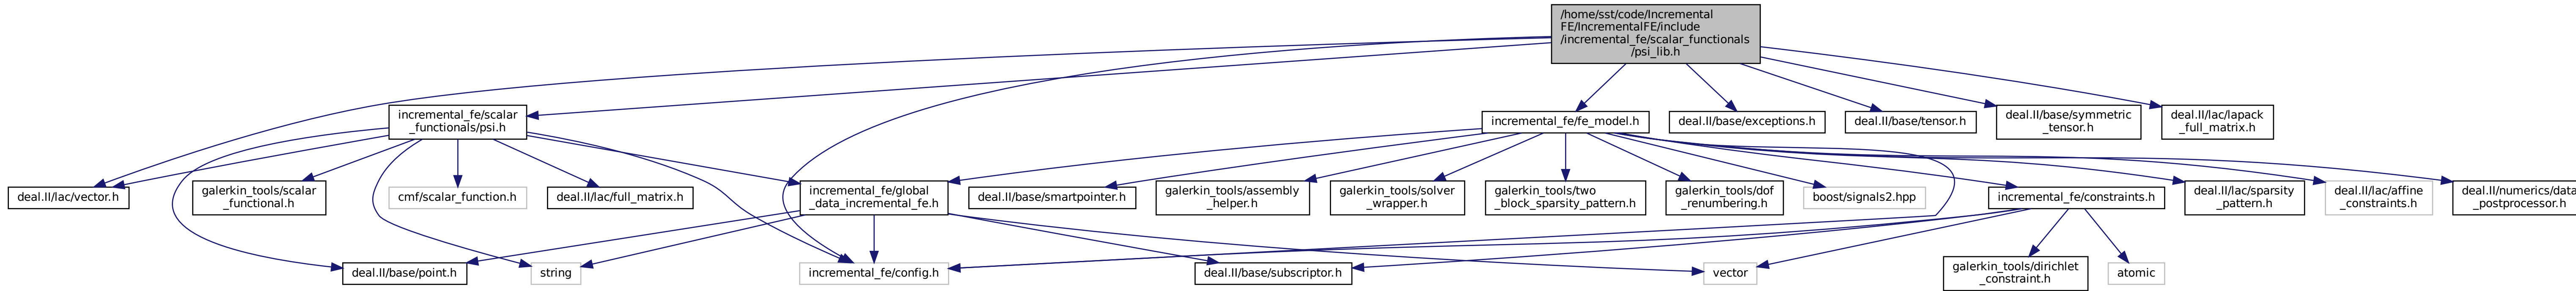 /home/sst/code/Incremental
FE/IncrementalFE/include
/incremental_fe/scalar_functionals
/psi_lib.h
incremental_fe/scalar
_functionals/psi.h
incremental_fe/fe_model.h
deal.II/base/exceptions.h
deal.II/base/tensor.h
deal.II/base/symmetric
_tensor.h
deal.II/lac/lapack
_full_matrix.h
deal.II/lac/vector.h
galerkin_tools/scalar
_functional.h
cmf/scalar_function.h
deal.II/lac/full_matrix.h
incremental_fe/global
_data_incremental_fe.h
deal.II/base/smartpointer.h
galerkin_tools/assembly
_helper.h
galerkin_tools/solver
_wrapper.h
galerkin_tools/two
_block_sparsity_pattern.h
galerkin_tools/dof
_renumbering.h
boost/signals2.hpp
incremental_fe/constraints.h
deal.II/lac/sparsity
_pattern.h
deal.II/lac/affine
_constraints.h
deal.II/numerics/data
_postprocessor.h
deal.II/base/point.h
string
incremental_fe/config.h
deal.II/base/subscriptor.h
vector
galerkin_tools/dirichlet
_constraint.h
atomic